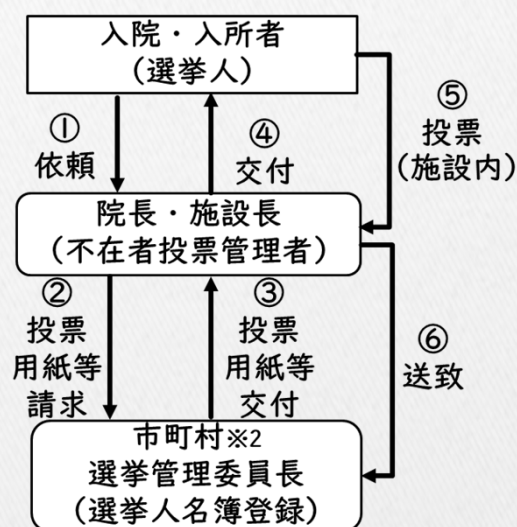 入院・入所者
(選挙人)
①
依頼
④
交付
⑤
投票
(施設内)
院長・施設長
(不在者投票管理者)
②
投票
用紙等
請求
③
投票
用紙等
交付
⑥
送致
市町村※2
選挙管理委員長
(選挙人名簿登録)